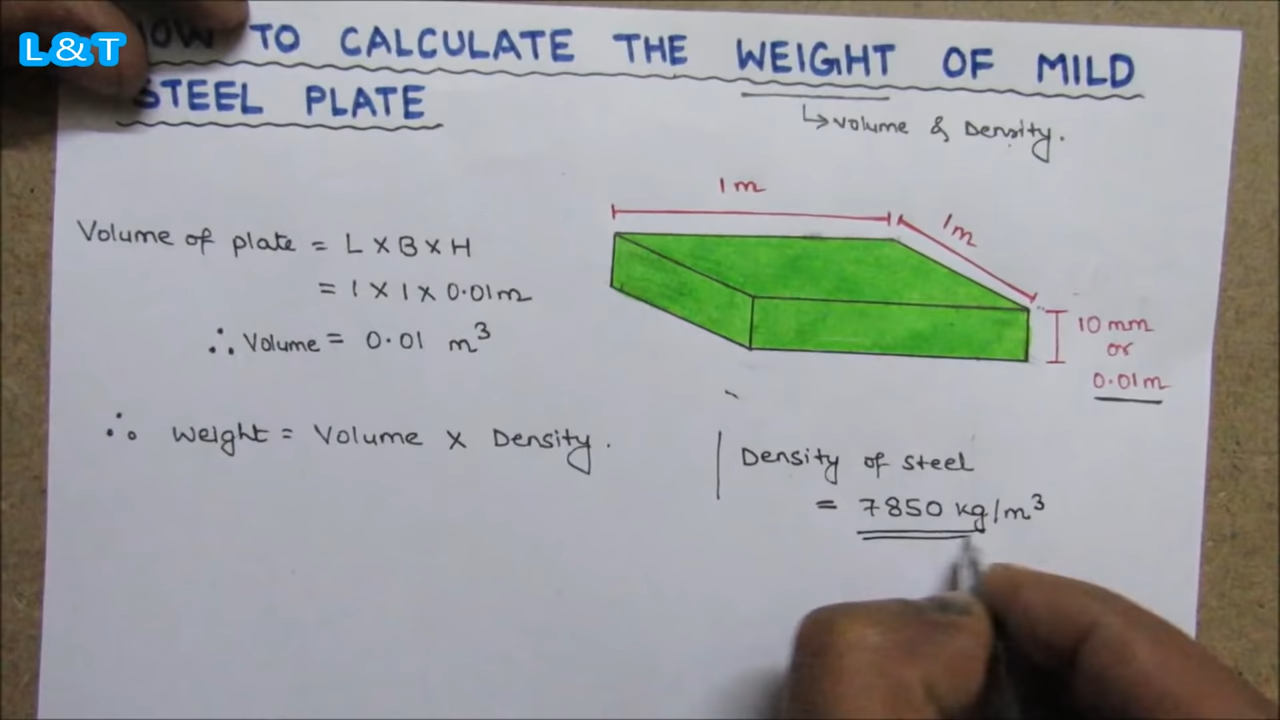 L&T
HOW TO CALCULATE THE WEIGHT OF MILD
STEEL PLATE
↳ Volume & Density.
1m
1m
Volume of plate = L X B X H
= 1 X 1 X 0.01m
∴ Volume = 0.01 m³
10 mm
or
0.01m
∴ Weight = Volume X Density.
Density of steel
= 7850 kg/m³